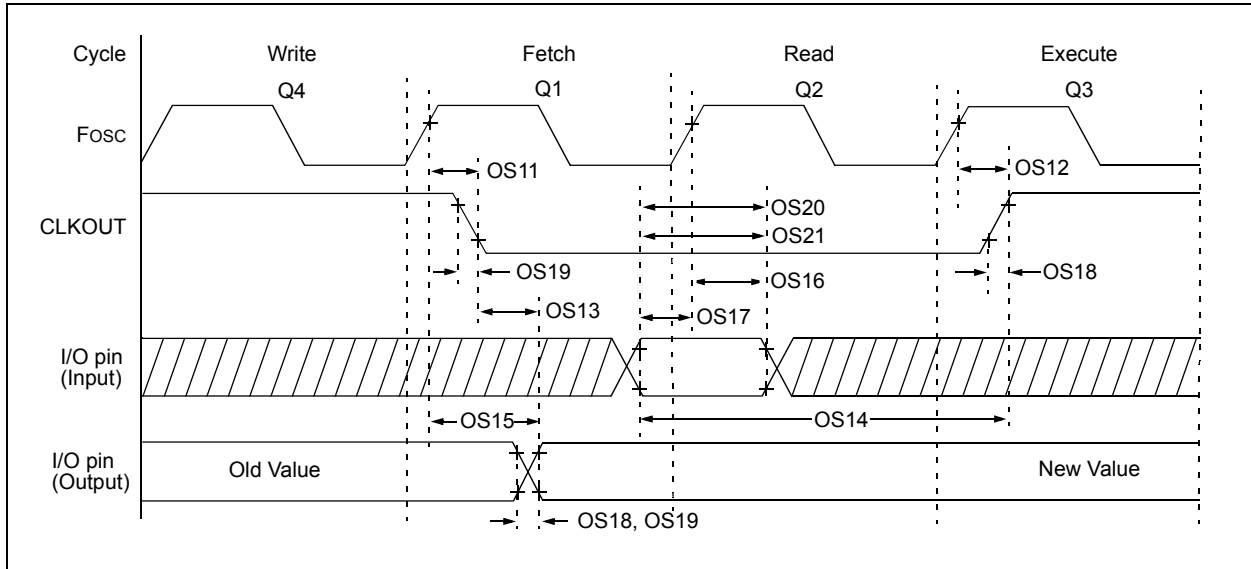 Cycle Write Fetch Read Execute
Q4 Q1 Q2 Q3
FOSC
OS11 OS12
OS20
CLKOUT
OS21
OS19 OS16 OS18
OS13 OS17
I/O pin
(Input)
OS15 OS14
I/O pin
(Output)
Old Value New Value
OS18, OS19